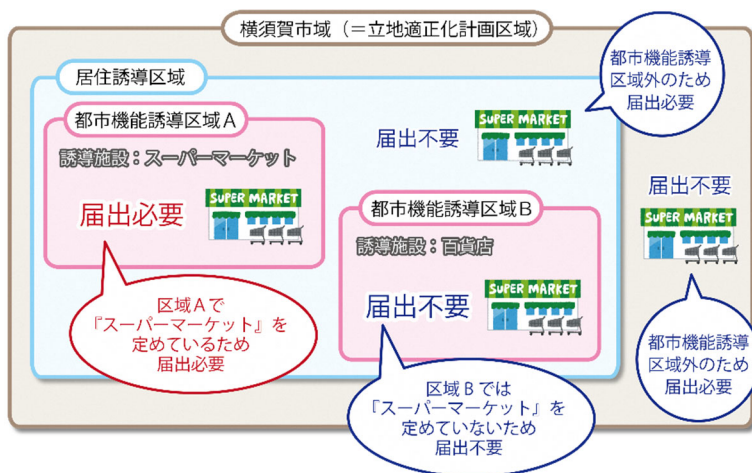 横須賀市域(=立地適正化計画区域)
居住誘導区域
都市機能誘導区域A
誘導施設:スーパーマーケット
届出必要
SUPER MARKET
区域Aで
『スーパーマーケット』を
定めているため
届出必要
届出不要
SUPER MARKET
都市機能誘導
区域外のため
届出必要
都市機能誘導区域B
誘導施設:百貨店
届出不要
SUPER MARKET
区域Bでは
『スーパーマーケット』を
定めていないため
届出不要
届出不要
SUPER MARKET
都市機能誘導
区域外のため
届出必要